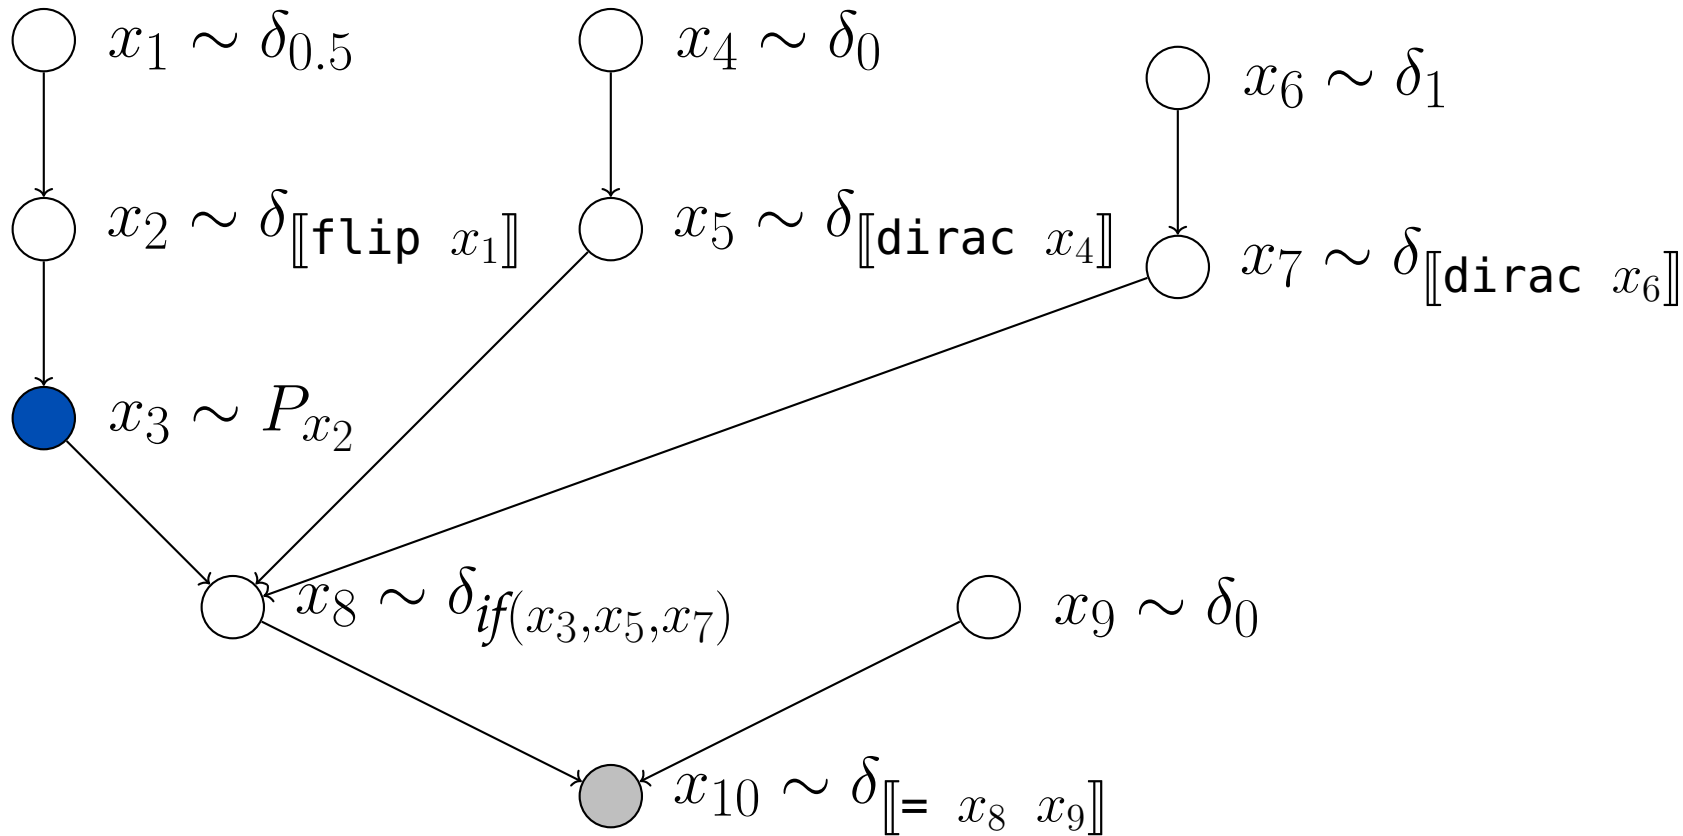 x₁ ∼ δ₀.₅
x₄ ∼ δ₀
x₆ ∼ δ₁
x₂ ∼ δ⟦flip x₁⟧
x₅ ∼ δ⟦dirac x₄⟧
x₇ ∼ δ⟦dirac x₆⟧
x₃ ∼ Pₓ₂
x₈ ∼ δif(x₃,x₅,x₇)
x₉ ∼ δ₀
x₁₀ ∼ δ⟦= x₈ x₉⟧